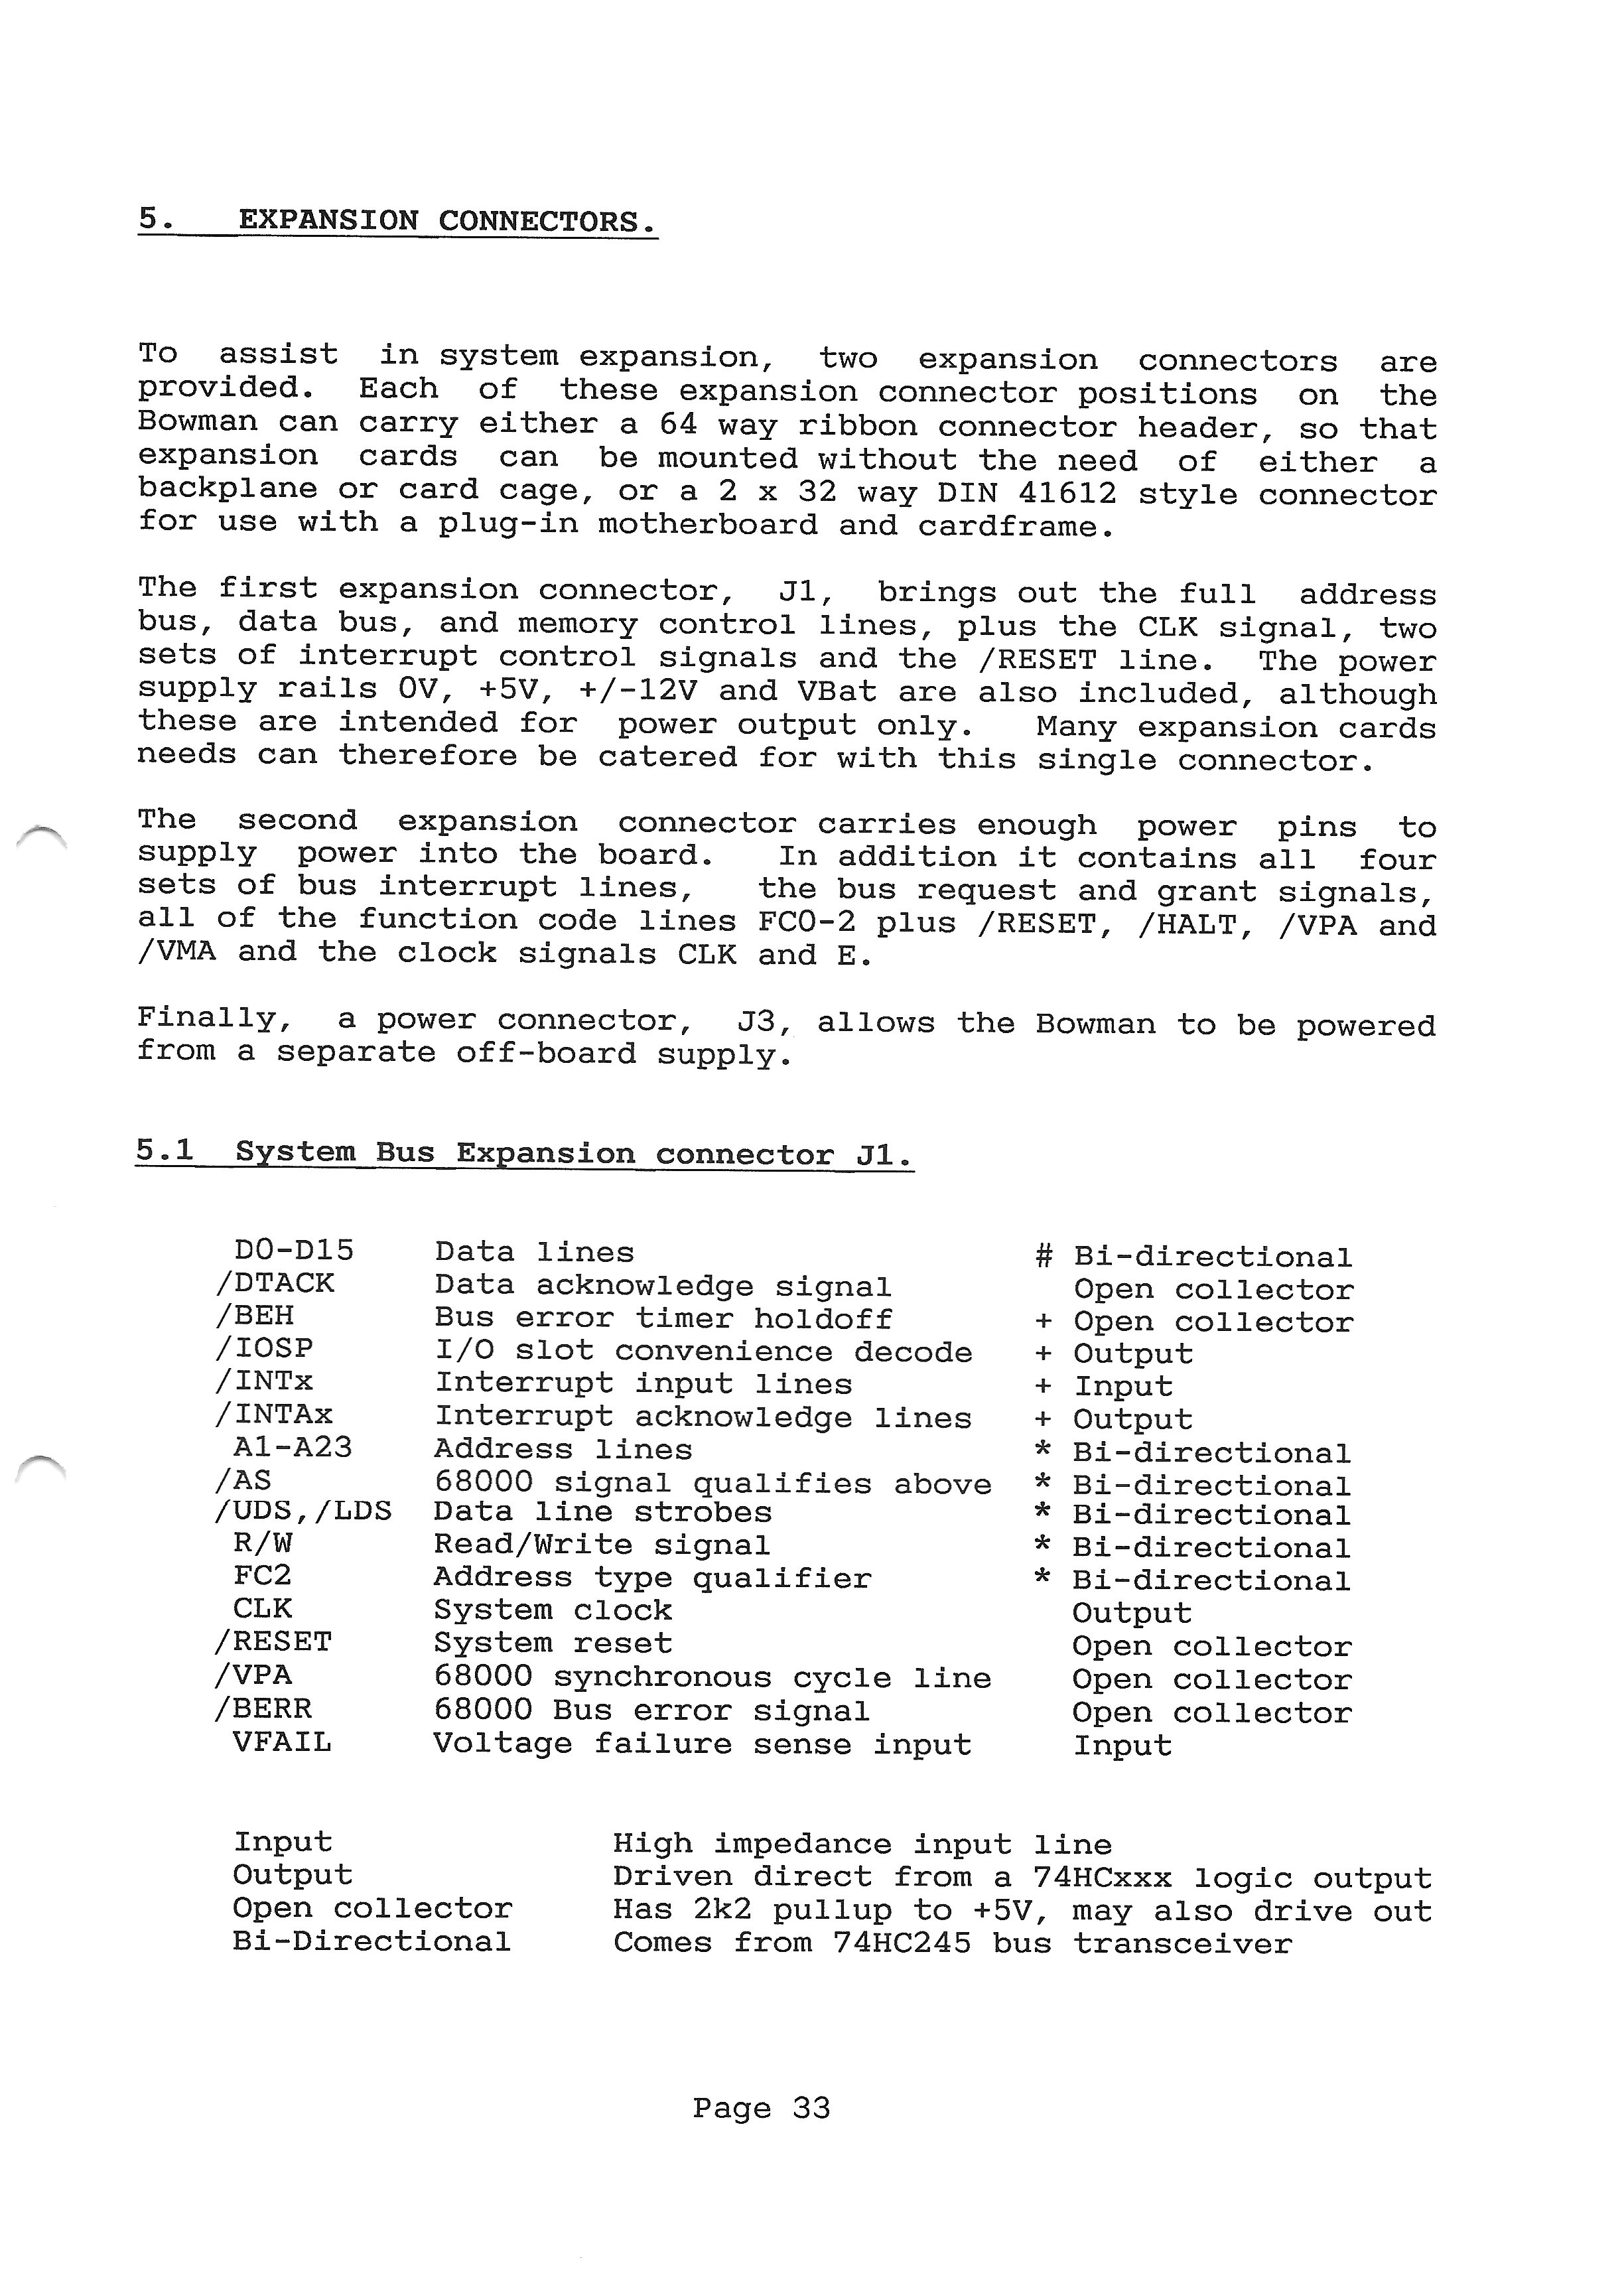 5. EXPANSION CONNECTORS.
To assist in system expansion, two expansion connectors are
provided. Each of these expansion connector positions on the
Bowman can carry either a 64 way ribbon connector header, so that
expansion cards can be mounted without the need of either a
backplane or card cage, or a 2 x 32 way DIN 41612 style connector
for use with a plug-in motherboard and cardframe.
The first expansion connector, J1, brings out the full address
bus, data bus, and memory control lines, plus the CLK signal, two
sets of interrupt control signals and the /RESET line. The power
supply rails 0V, +5V, +/-12V and VBat are also included, although
these are intended for power output only. Many expansion cards
needs can therefore be catered for with this single connector.
The second expansion connector carries enough power pins to
supply power into the board. In addition it contains all four
sets of bus interrupt lines, the bus request and grant signals,
all of the function code lines FC0-2 plus /RESET, /HALT, /VPA and
/VMA and the clock signals CLK and E.
Finally, a power connector, J3, allows the Bowman to be powered
from a separate off-board supply.
5.1 System Bus Expansion connector J1.
D0-D15 Data lines # Bi-directional
/DTACK Data acknowledge signal Open collector
/BEH Bus error timer holdoff + Open collector
/IOSP I/O slot convenience decode + Output
/INTx Interrupt input lines + Input
/INTAx Interrupt acknowledge lines + Output
A1-A23 Address lines * Bi-directional
/AS 68000 signal qualifies above * Bi-directional
/UDS,/LDS Data line strobes * Bi-directional
R/W Read/Write signal * Bi-directional
FC2 Address type qualifier * Bi-directional
CLK System clock Output
/RESET System reset Open collector
/VPA 68000 synchronous cycle line Open collector
/BERR 68000 Bus error signal Open collector
VFAIL Voltage failure sense input Input
Input High impedance input line
Output Driven direct from a 74HCxxx logic output
Open collector Has 2k2 pullup to +5V, may also drive out
Bi-Directional Comes from 74HC245 bus transceiver
Page 33